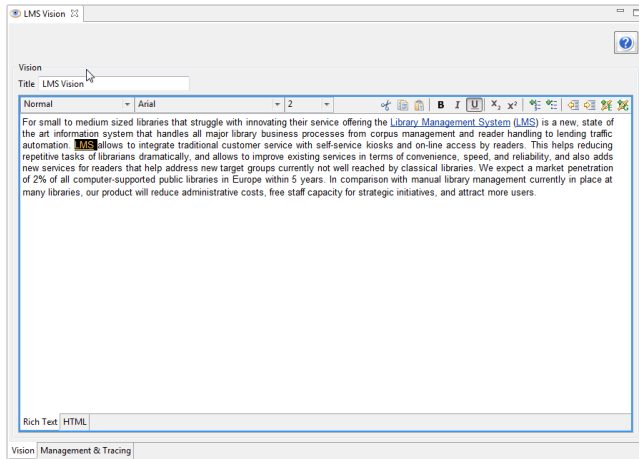 LMS Vision
Vision
Title LMS Vision
Normal Arial 2 B I U X₂ X²
For small to medium sized libraries that struggle with innovating their service offering the Library Management System (LMS) is a new, state of
the art information system that handles all major library business processes from corpus management and reader handling to lending traffic
automation. LMS allows to integrate traditional customer service with self-service kiosks and on-line access by readers. This helps reducing
repetitive tasks of librarians dramatically, and allows to improve existing services in terms of convenience, speed, and reliability, and also adds
new services for readers that help address new target groups currently not well reached by classical libraries. We expect a market penetration
of 2% of all computer-supported public libraries in Europe within 5 years. In comparison with manual library management currently in place at
many libraries, our product will reduce administrative costs, free staff capacity for strategic initiatives, and attract more users.
Rich Text HTML
Vision Management & Tracing